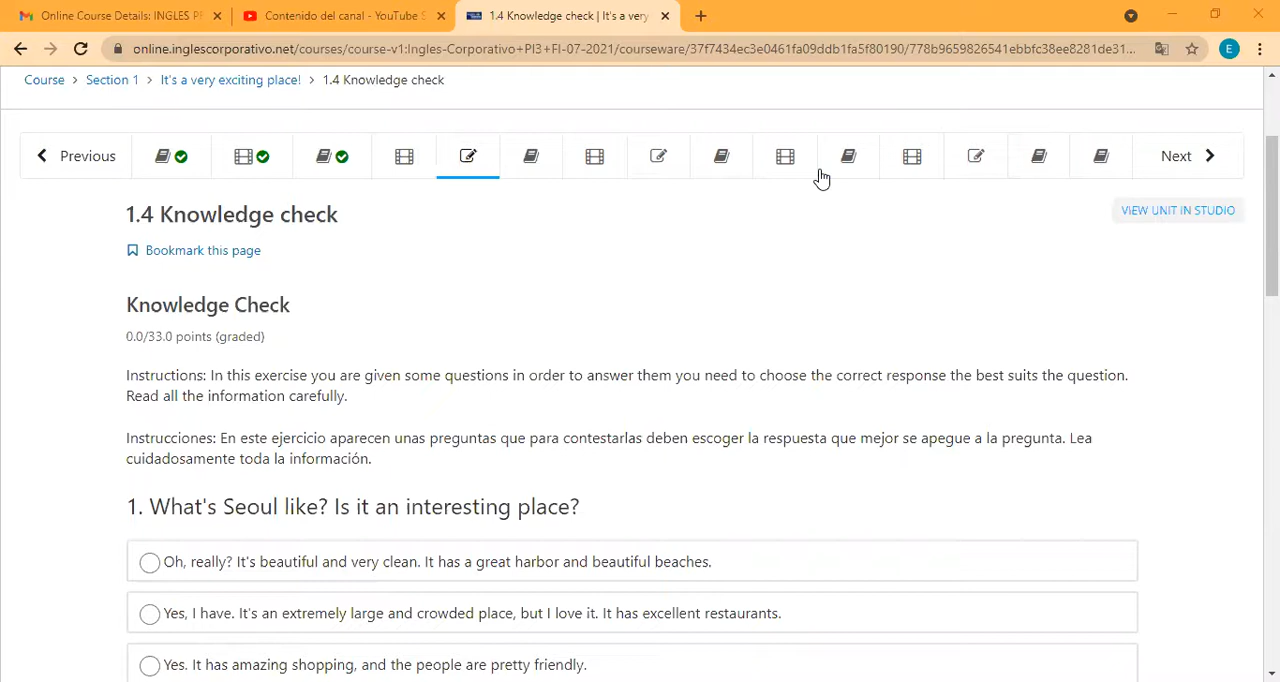 Online Course Details: INGLES PF
Contenido del canal - YouTube S
1.4 Knowledge check | It's a very
online.inglescorporativo.net/courses/course-v1:Ingles-Corporativo+PI3+FI-07-2021/courseware/37f7434ec3e0461fa09ddb1fa5f80190/778b9659826541ebbfc38ee8281de31...
E
Course > Section 1 > It's a very exciting place! > 1.4 Knowledge check
Previous
Next
1.4 Knowledge check
VIEW UNIT IN STUDIO
Bookmark this page
Knowledge Check
0.0/33.0 points (graded)
Instructions: In this exercise you are given some questions in order to answer them you need to choose the correct response the best suits the question.
Read all the information carefully.
Instrucciones: En este ejercicio aparecen unas preguntas que para contestarlas deben escoger la respuesta que mejor se apegue a la pregunta. Lea
cuidadosamente toda la información.
1. What's Seoul like? Is it an interesting place?
Oh, really? It's beautiful and very clean. It has a great harbor and beautiful beaches.
Yes, I have. It's an extremely large and crowded place, but I love it. It has excellent restaurants.
Yes. It has amazing shopping, and the people are pretty friendly.